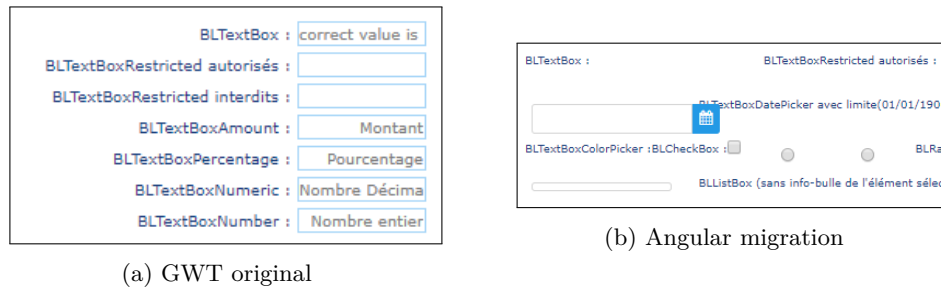 BLTextBox : correct value is
BLTextBoxRestricted autorisés :
BLTextBoxRestricted interdits :
BLTextBoxAmount : Montant
BLTextBoxPercentage : Pourcentage
BLTextBoxNumeric : Nombre Décima
BLTextBoxNumber : Nombre entier
(a) GWT original
BLTextBox : BLTextBoxRestricted autorisés :
BLTextBoxDatePicker avec limite(01/01/190
BLTextBoxColorPicker :BLCheckBox : BLRa
BLListBox (sans info-bulle de l'élément sélec
(b) Angular migration